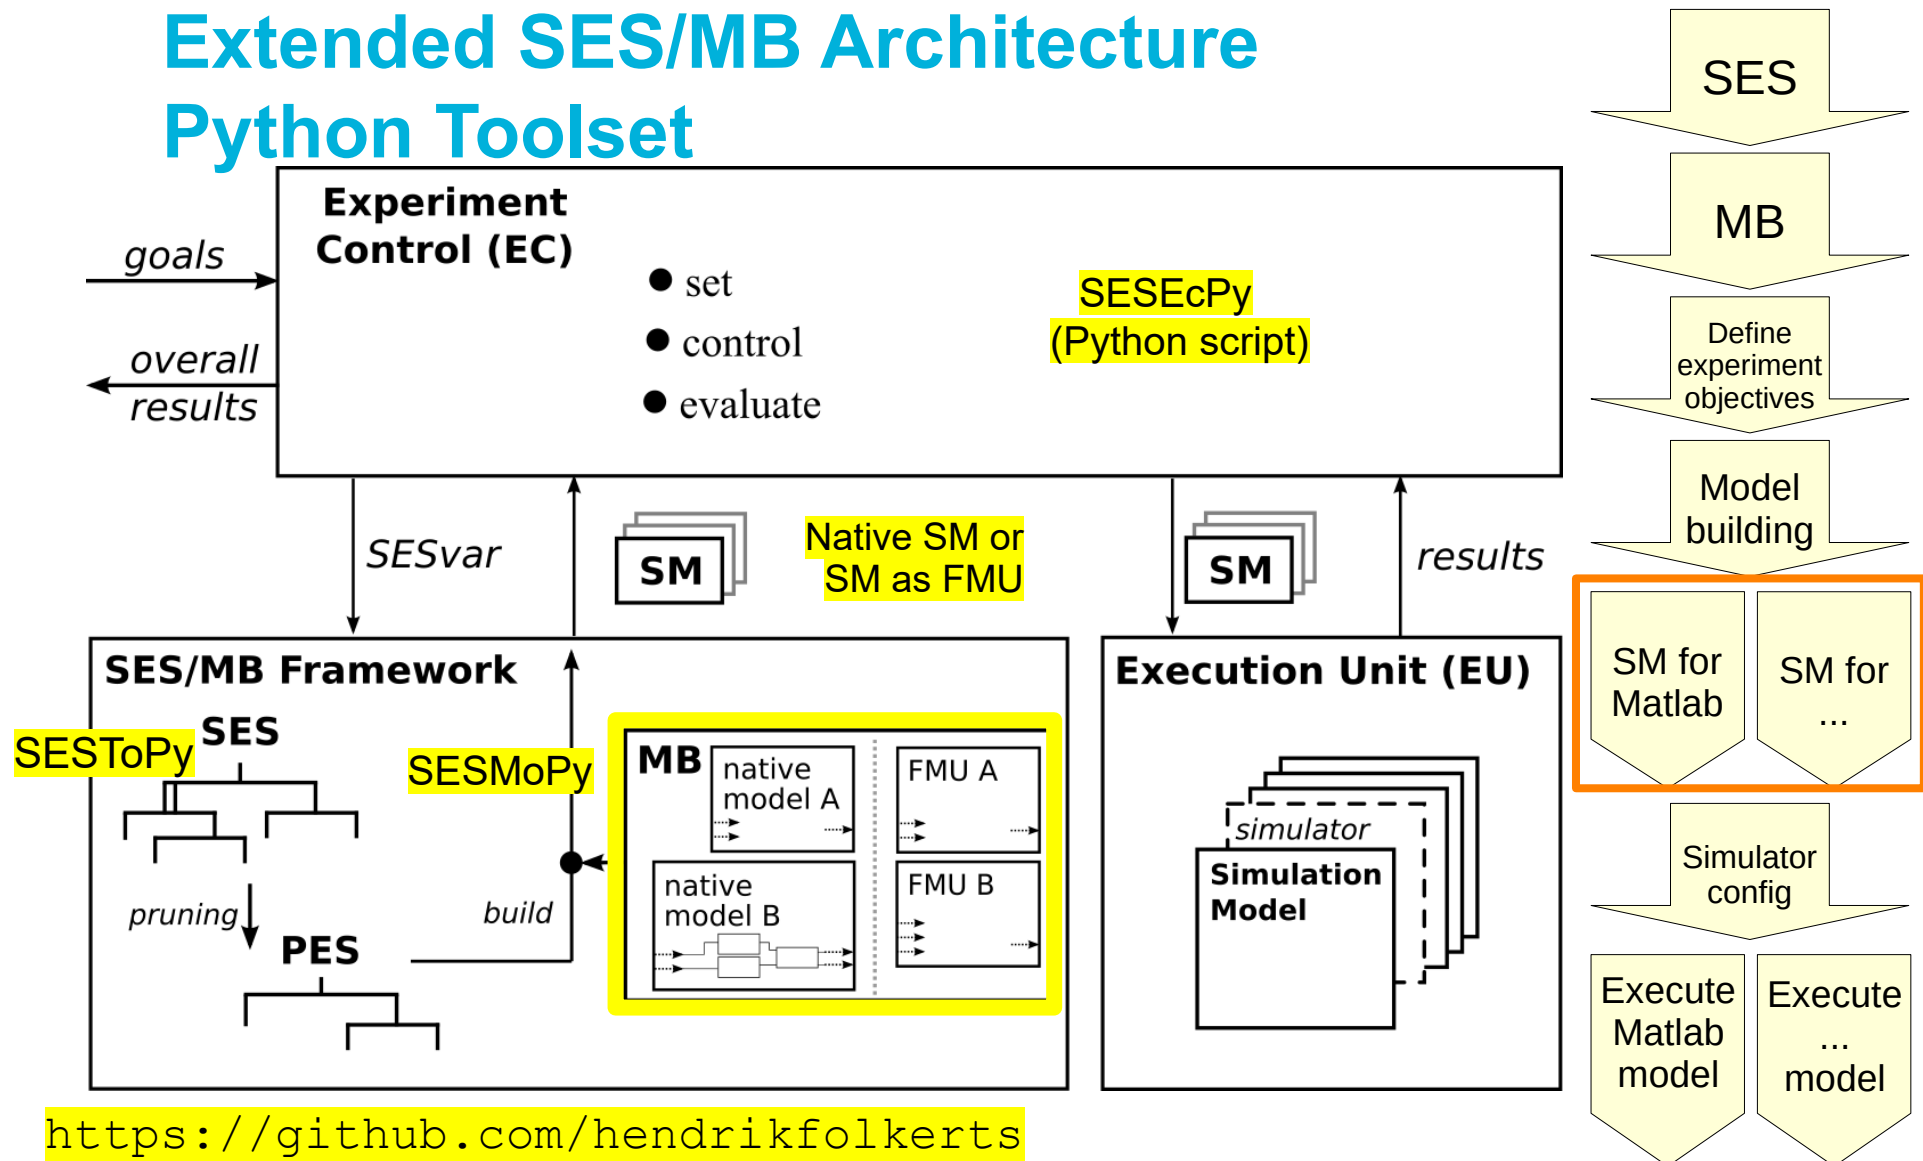 Extended SES/MB Architecture
Python Toolset
Experiment
Control (EC)
goals
overall
results
● set
● control
● evaluate
SESEcPy
(Python script)
SESvar
SM
Native SM or
SM as FMU
SM
results
SES/MB Framework
SESToPy
SES
pruning
PES
SESMoPy
build
MB
native
model A
native
model B
FMU A
FMU B
Execution Unit (EU)
simulator
Simulation
Model
https://github.com/hendrikfolkerts
SES
MB
Define
experiment
objectives
Model
building
SM for
Matlab
SM for
...
Simulator
config
Execute
Matlab
model
Execute
...
model